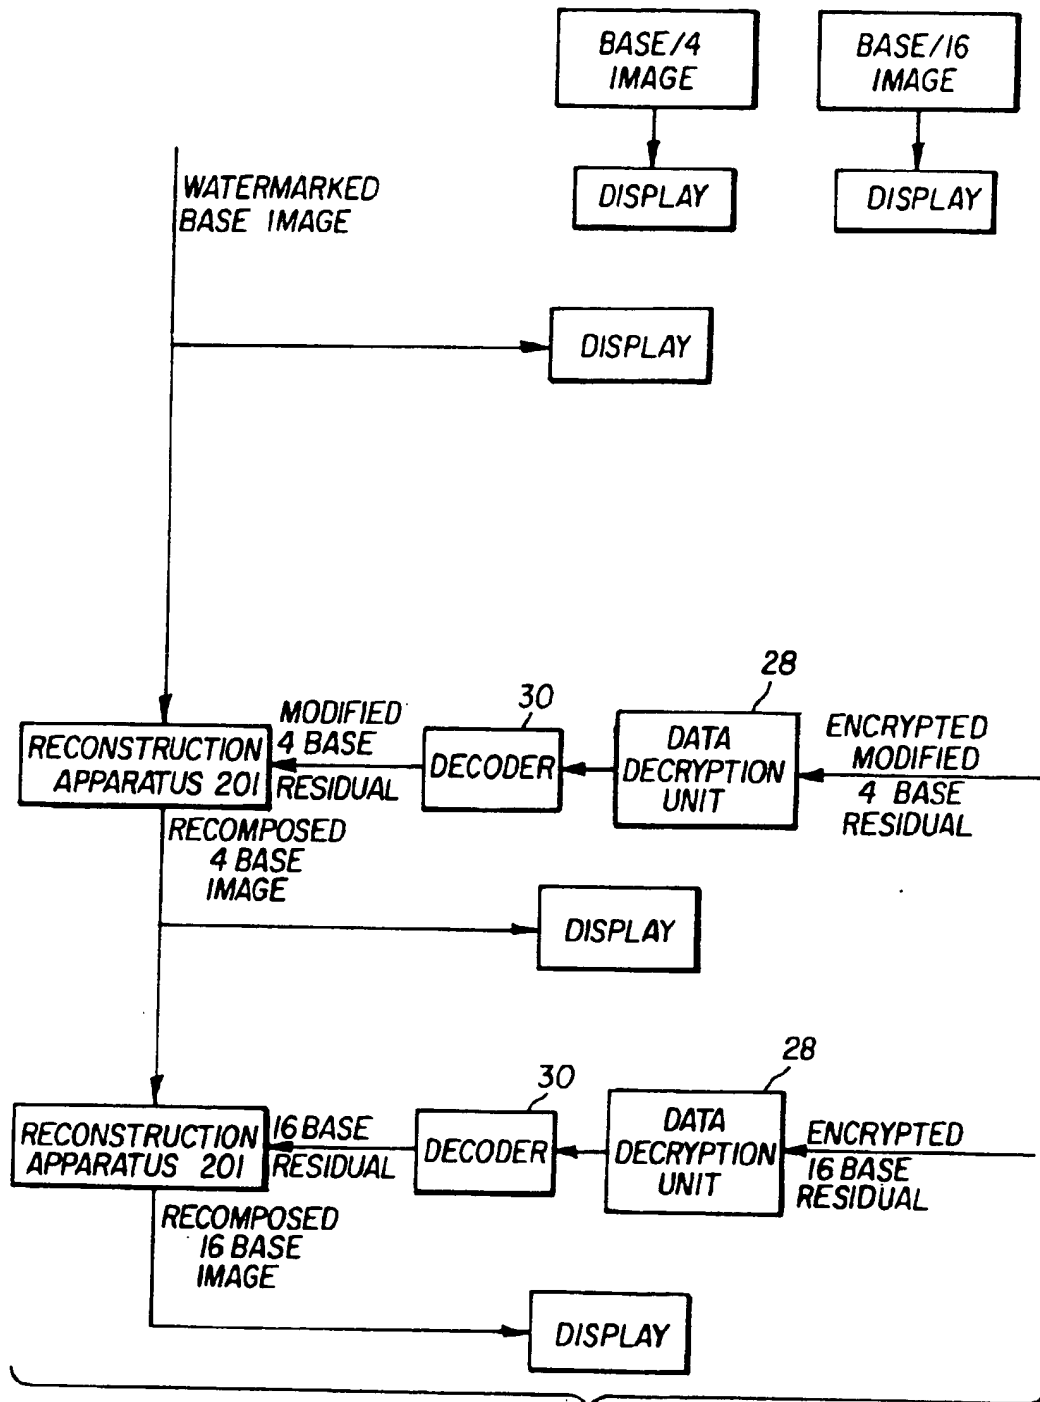 BASE/4
IMAGE
BASE/16
IMAGE
DISPLAY
DISPLAY
WATERMARKED
BASE IMAGE
DISPLAY
28
30
MODIFIED
4 BASE
RESIDUAL
RECONSTRUCTION
APPARATUS 201
DECODER
DATA
DECRYPTION
UNIT
ENCRYPTED
MODIFIED
4 BASE
RESIDUAL
RECOMPOSED
4 BASE
IMAGE
DISPLAY
28
30
RECONSTRUCTION
APPARATUS 201
16 BASE
RESIDUAL
DECODER
DATA
DECRYPTION
UNIT
ENCRYPTED
16 BASE
RESIDUAL
RECOMPOSED
16 BASE
IMAGE
DISPLAY